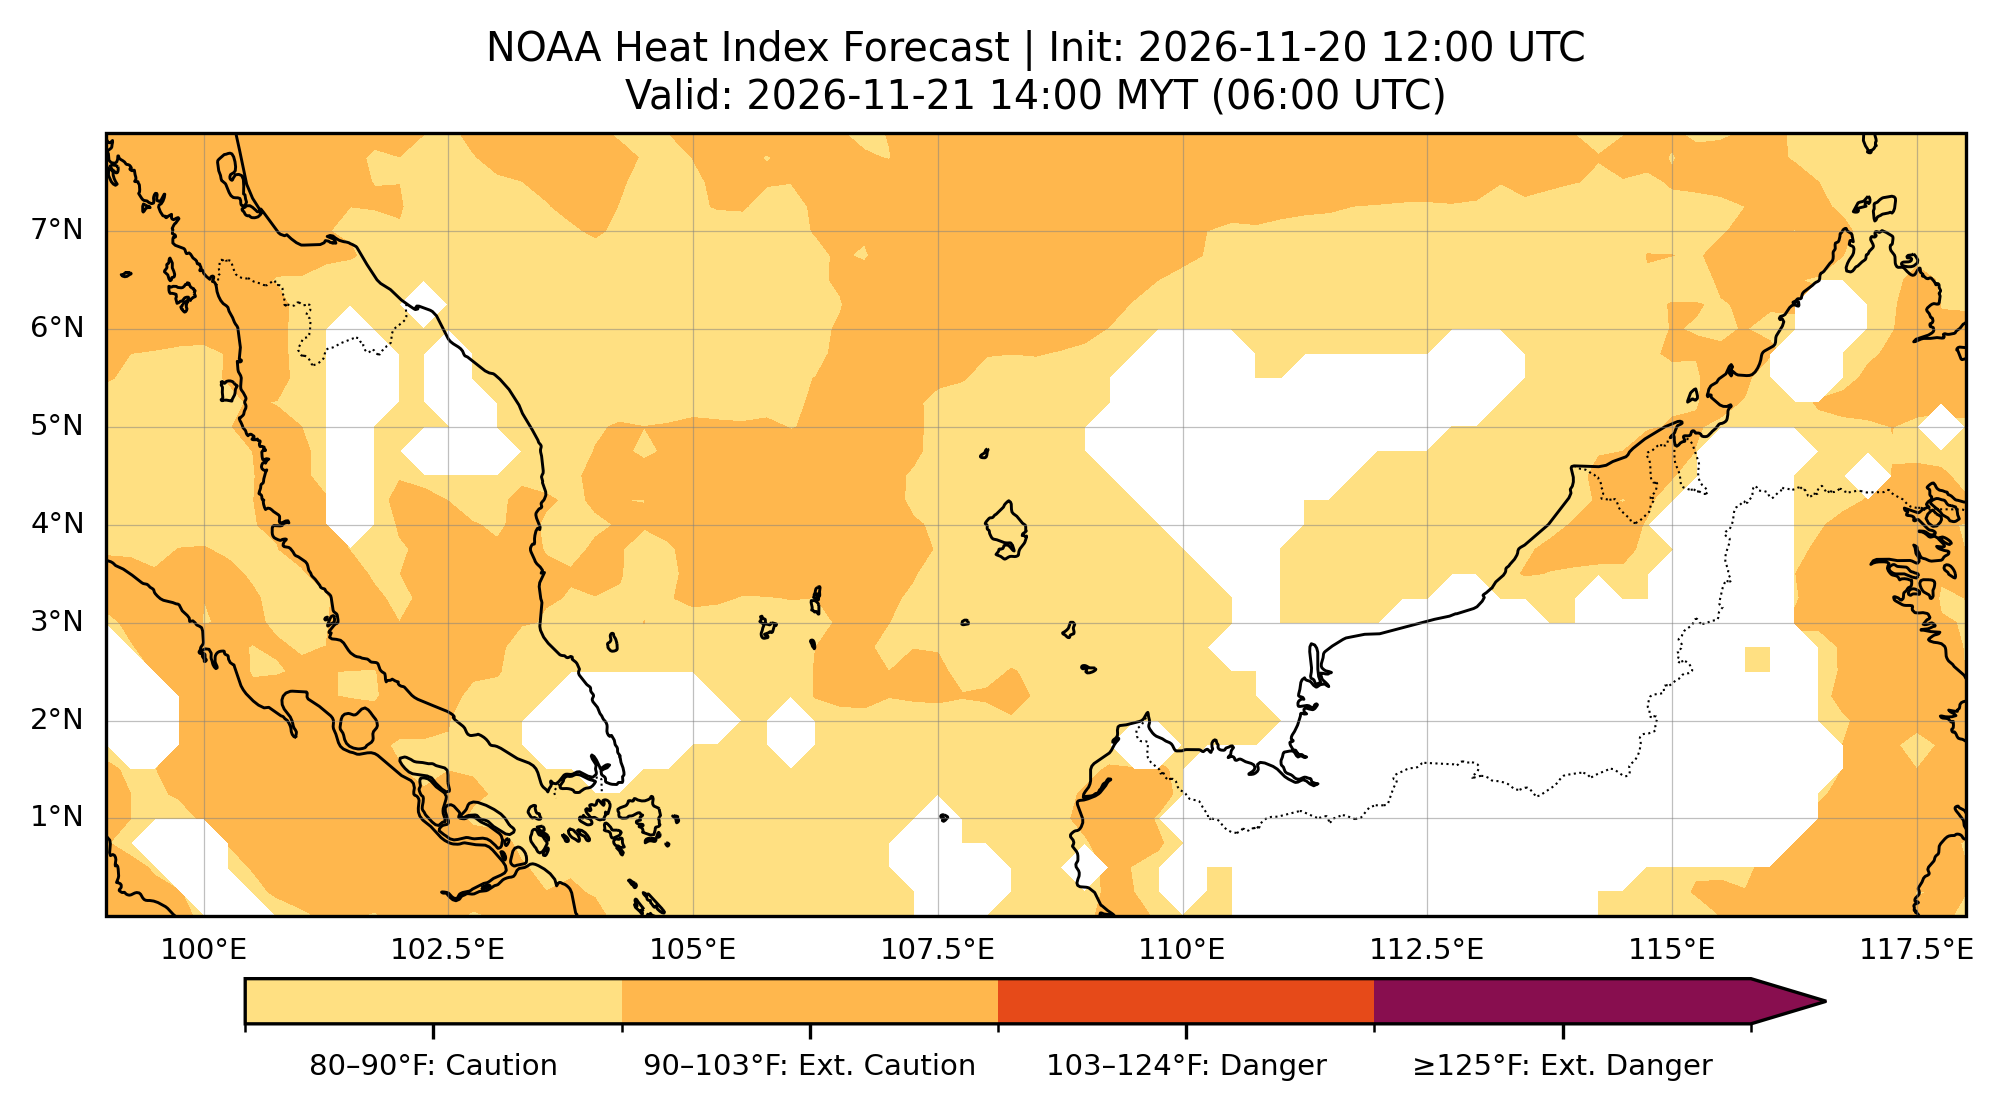 NOAA Heat Index Forecast | Init: 2026-11-20 12:00 UTC
Valid: 2026-11-21 14:00 MYT (06:00 UTC)
7°N
6°N
5°N
4°N
3°N
2°N
1°N
100°E 102.5°E 105°E 107.5°E 110°E 112.5°E 115°E 117.5°E
80–90°F: Caution 90–103°F: Ext. Caution 103–124°F: Danger ≥125°F: Ext. Danger